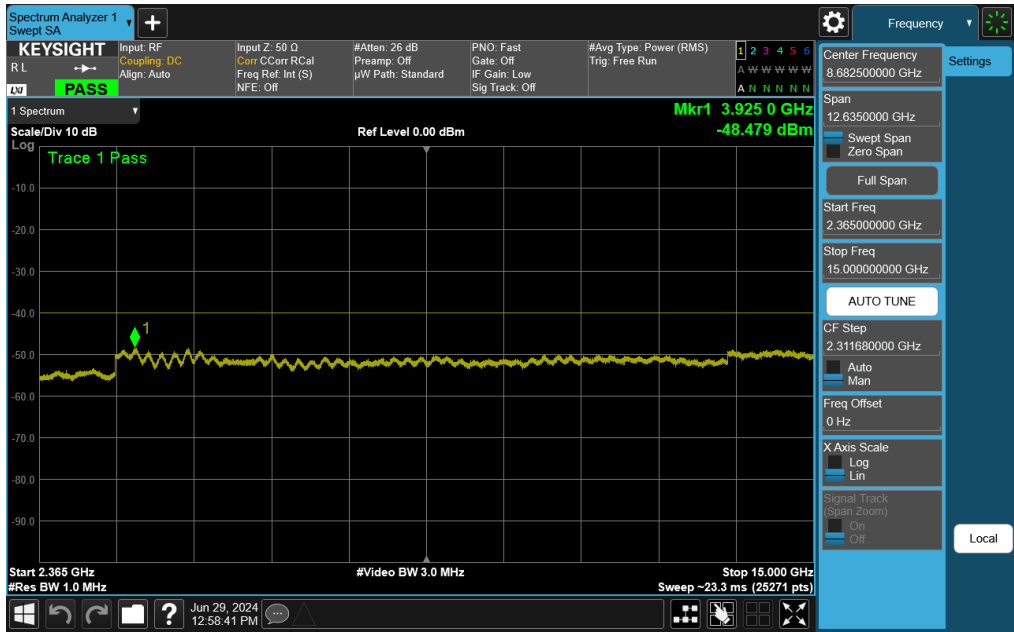 Spectrum Analyzer 1
Swept SA
Frequency
KEYSIGHT
R L
LXI
PASS
Input: RF
Coupling: DC
Align: Auto
Input Z: 50 Ω
Corr CCorr RCal
Freq Ref: Int (S)
NFE: Off
#Atten: 26 dB
Preamp: Off
µW Path: Standard
PNO: Fast
Gate: Off
IF Gain: Low
Sig Track: Off
#Avg Type: Power (RMS)
Trig: Free Run
1 2 3 4 5 6
A W W W W W
A N N N N N
1 Spectrum
Mkr1 3.925 0 GHz
Scale/Div 10 dB
Ref Level 0.00 dBm
-48.479 dBm
Log
Trace 1 Pass
1
-10.0
-20.0
-30.0
-40.0
-50.0
-60.0
-70.0
-80.0
-90.0
Start 2.365 GHz
#Video BW 3.0 MHz
Stop 15.000 GHz
#Res BW 1.0 MHz
Sweep ~23.3 ms (25271 pts)
Jun 29, 2024
12:58:41 PM
?
Center Frequency
8.682500000 GHz
Span
12.6350000 GHz
Swept Span
Zero Span
Full Span
Start Freq
2.365000000 GHz
Stop Freq
15.000000000 GHz
AUTO TUNE
CF Step
2.311680000 GHz
Auto
Man
Freq Offset
0 Hz
X Axis Scale
Log
Lin
Signal Track
(Span Zoom)
On
Off
Settings
Local